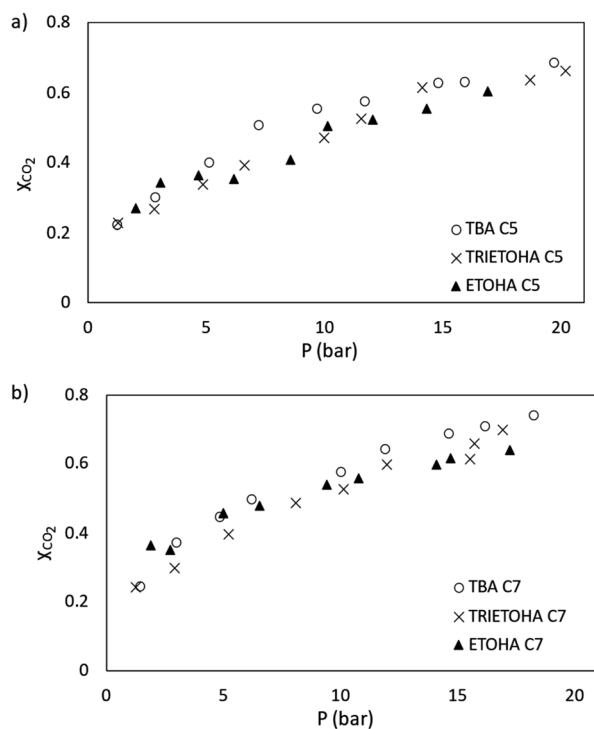 a)
0.8
0.6
0.4
0.2
0
XCO₂
0 5 10 15 20
P (bar)
TBA C5
TRIETOHA C5
ETOHA C5
b)
0.8
0.6
0.4
0.2
0
XCO₂
0 5 10 15 20
P (bar)
TBA C7
TRIETOHA C7
ETOHA C7